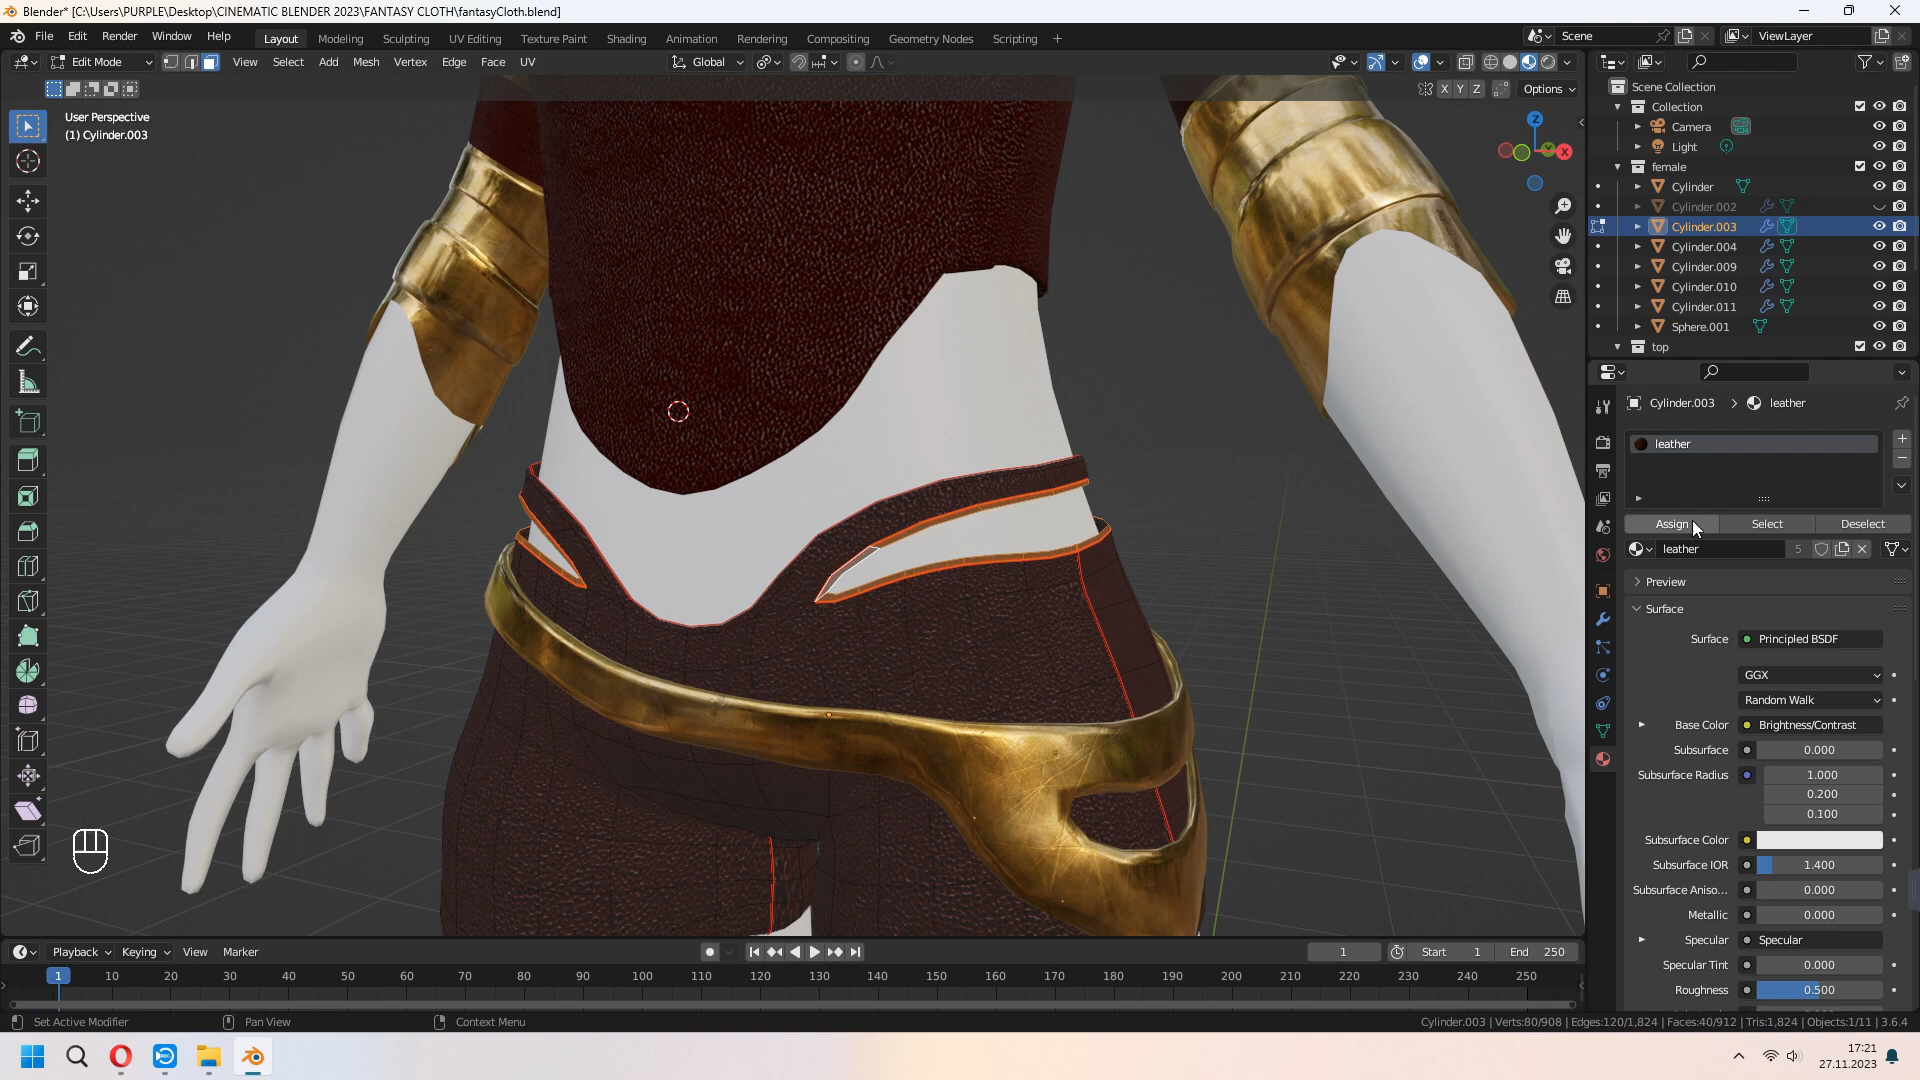 Blender* [C:\Users\PURPLE\Desktop\CINEMATIC BLENDER 2023\FANTASY CLOTH\fantasyCloth.blend]
File Edit Render Window Help Layout Modeling Sculpting UV Editing Texture Paint Shading Animation Rendering Compositing Geometry Nodes Scripting + Scene ViewLayer
Edit Mode View Select Add Mesh Vertex Edge Face UV Global
X Y Z Options
User Perspective
(1) Cylinder.003
Z
Y
X
Scene Collection
Collection
Camera
Light
female
Cylinder
Cylinder.002
Cylinder.003
Cylinder.004
Cylinder.009
Cylinder.010
Cylinder.011
Sphere.001
top
Cylinder.003 > leather
leather
Assign Select Deselect
leather 5
Preview
Surface
Surface Principled BSDF
GGX
Random Walk
Base Color Brightness/Contrast
Subsurface 0.000
Subsurface Radius 1.000
0.200
0.100
Subsurface Color
Subsurface IOR 1.400
Subsurface Aniso... 0.000
Metallic 0.000
Specular Specular
Specular Tint 0.000
Roughness 0.500
Playback Keying View Marker 1 Start 1 End 250
1 10 20 30 40 50 60 70 80 90 100 110 120 130 140 150 160 170 180 190 200 210 220 230 240 250
Set Active Modifier Pan View Context Menu Cylinder.003 | Verts:80/908 | Edges:120/1,824 | Faces:40/912 | Tris:1,824 | Objects:1/11 | 3.6.4
17:21
27.11.2023